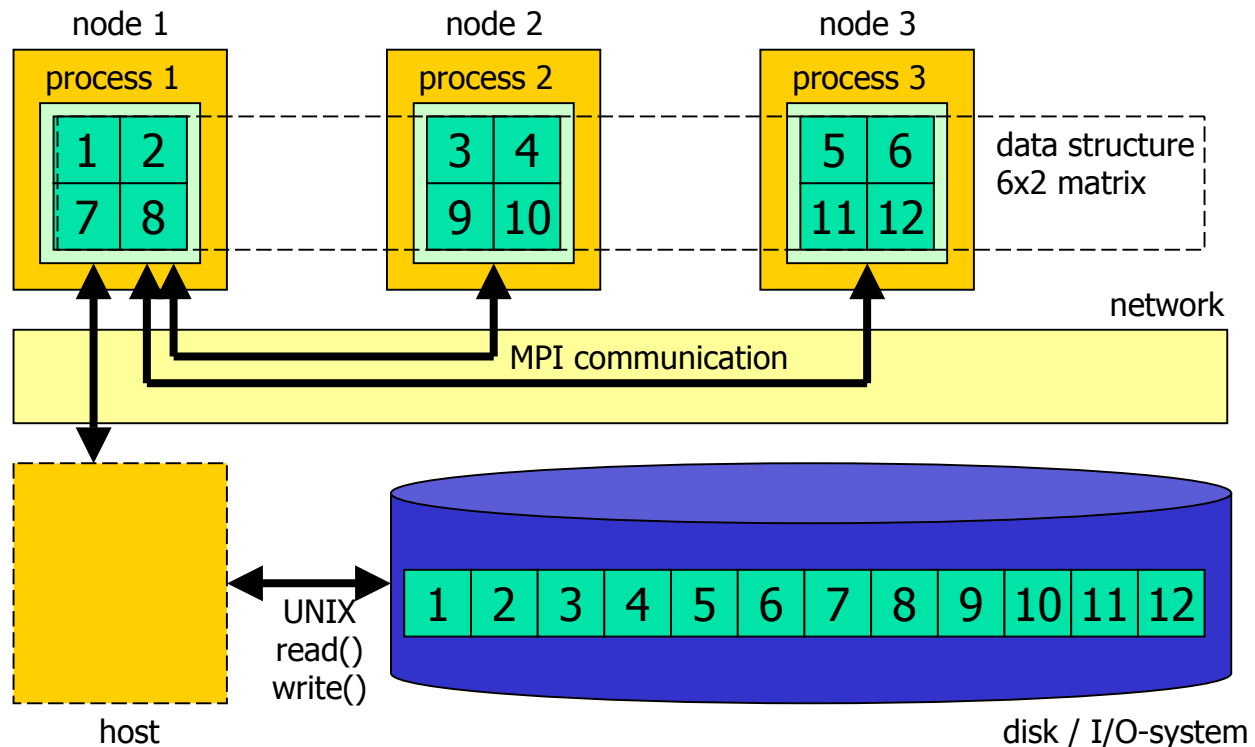 node 1
node 2
node 3
process 1
process 2
process 3
1 2
3 4
5 6
data structure
6x2 matrix
7 8
9 10
11 12
network
MPI communication
1 2 3 4 5 6 7 8 9 10 11 12
UNIX
read()
write()
host
disk / I/O-system